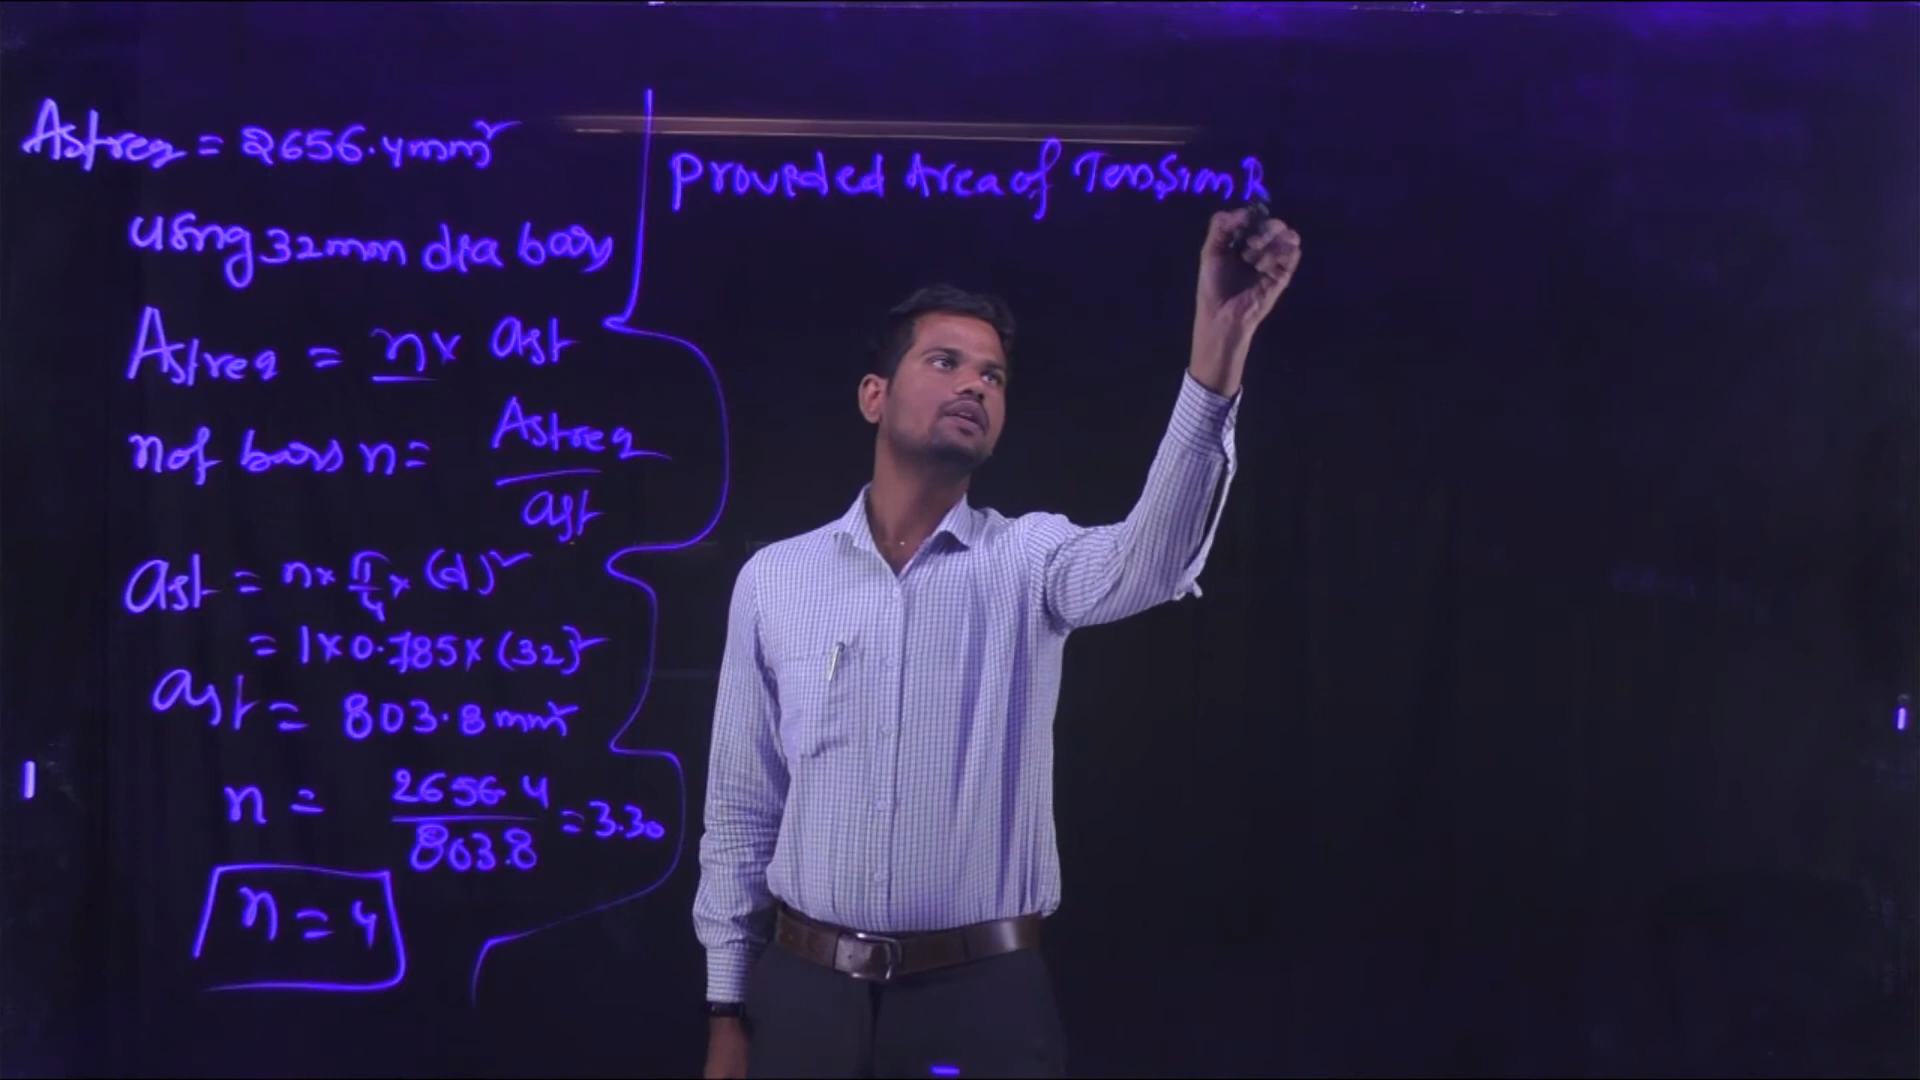 Astreq = 2656.4mm²
using 32mm dia bars
Astreq = n × ast
n of bars n = Astreq / ast
ast = n × π/4 × (d)²
= 1 × 0.785 × (32)²
ast = 803.8 mm²
n = 2656.4 / 803.8 = 3.30
n = 4
Provided Area of Tension R